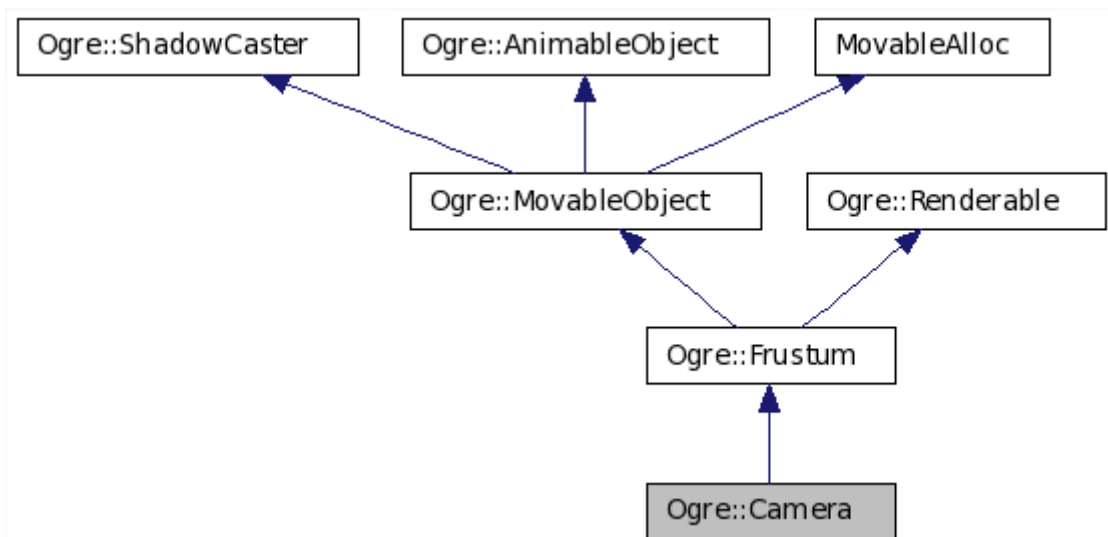 Ogre::ShadowCaster
Ogre::AnimableObject
MovableAlloc
Ogre::MovableObject
Ogre::Renderable
Ogre::Frustum
Ogre::Camera